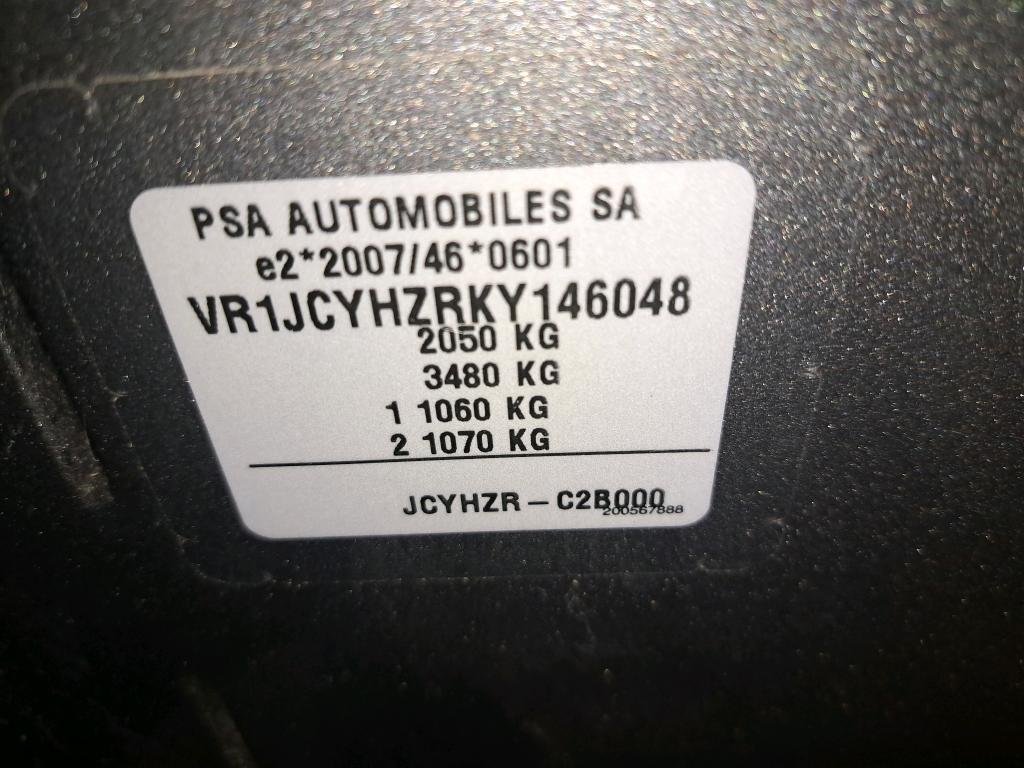 PSA AUTOMOBILES SA
e2*2007/46*0601
VR1JCYHZRKY146048
2050 KG
3480 KG
1 1060 KG
2 1070 KG
JCYHZR – C2B000
200567888